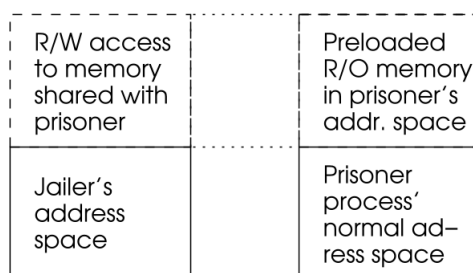 R/W access
to memory
shared with
prisoner
Preloaded
R/O memory
in prisoner's
addr. space
Jailer's
address
space
Prisoner
process'
normal ad–
ress space